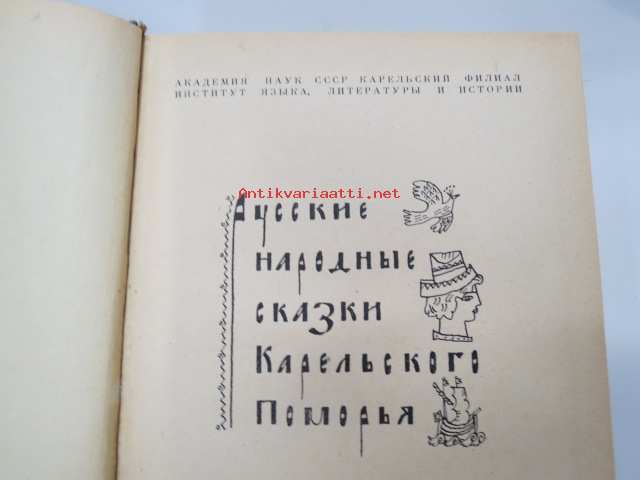 АКАДЕМИЯ НАУК СССР КАРЕЛЬСКИЙ ФИЛИАЛ
ИНСТИТУТ ЯЗЫКА, ЛИТЕРАТУРЫ И ИСТОРИИ
Antikvariaatti.net
Русские
народные
сказки
Карельского
Поморья